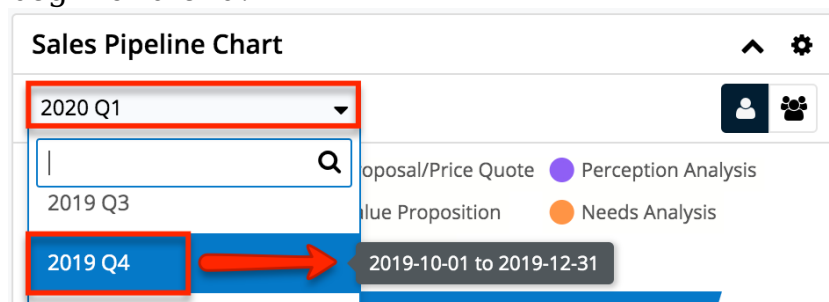 Sales Pipeline Chart
2020 Q1
oposal/Price Quote Perception Analysis
2019 Q3
lue Proposition Needs Analysis
2019 Q4
2019-10-01 to 2019-12-31